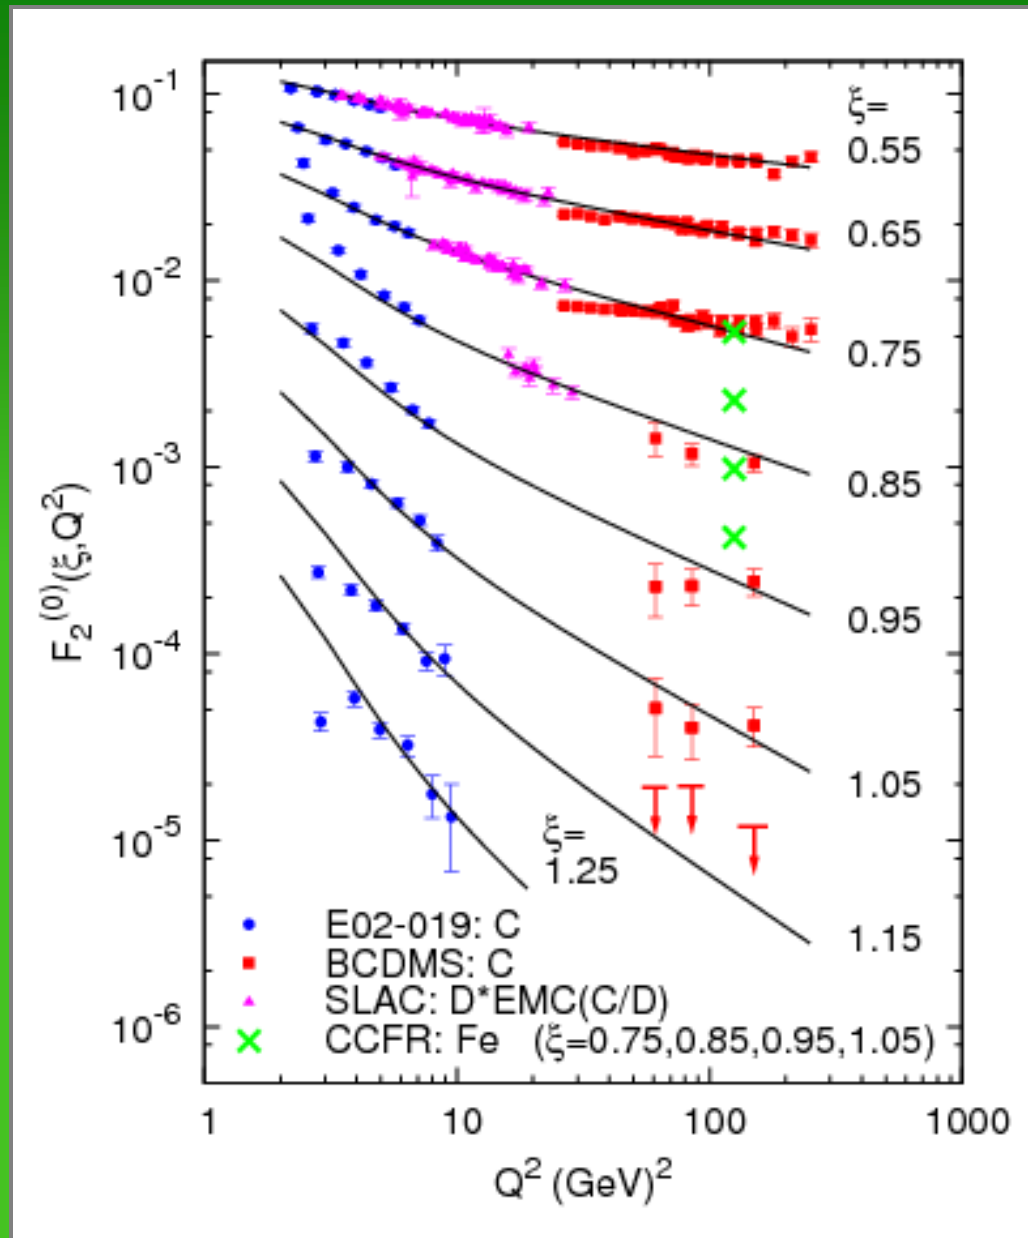 10⁻¹
10⁻²
10⁻³
10⁻⁴
10⁻⁵
10⁻⁶
F₂⁽⁰⁾(ξ,Q²)
ξ=
0.55
0.65
0.75
0.85
0.95
1.05
1.15
ξ=
1.25
E02-019: C
BCDMS: C
SLAC: D*EMC(C/D)
CCFR: Fe (ξ=0.75,0.85,0.95,1.05)
1 10 100 1000
Q² (GeV)²